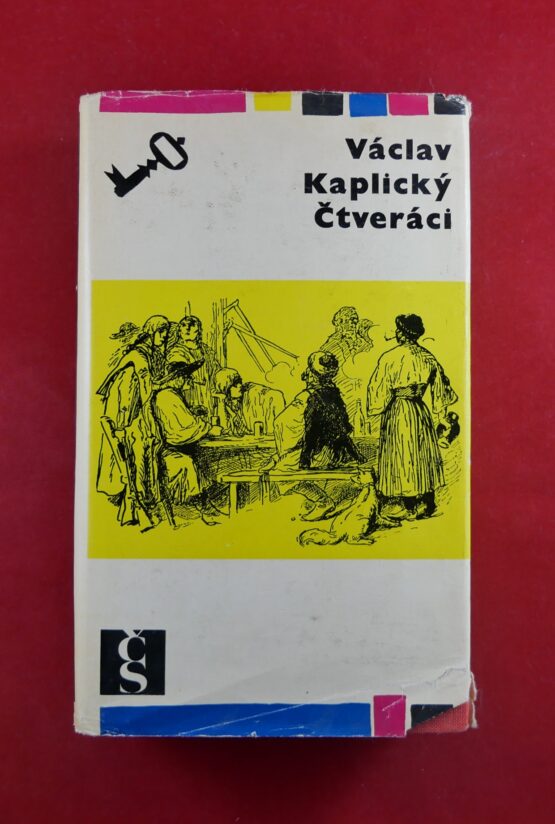 Václav
Kaplický
Čtveráci
ČS